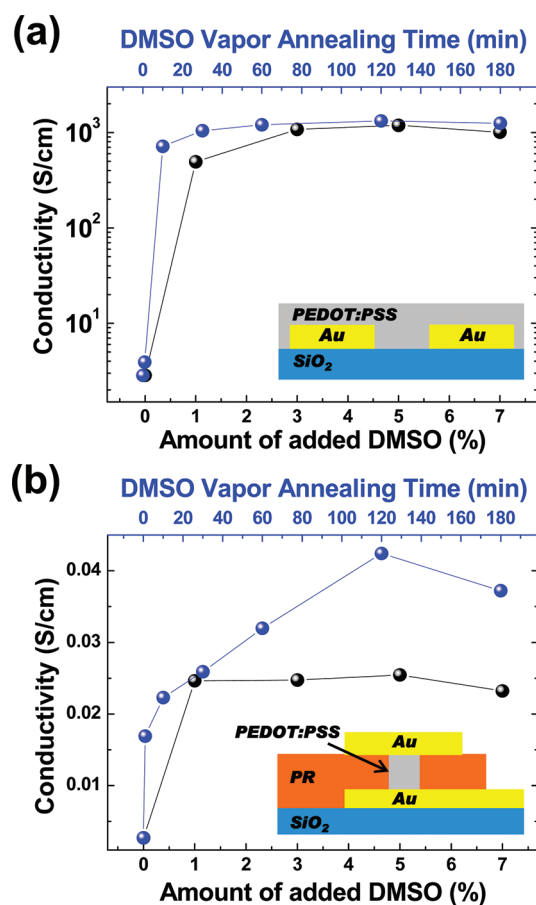 (a)
DMSO Vapor Annealing Time (min)
0 20 40 60 80 100 120 140 160 180
Conductivity (S/cm)
10³
10²
10¹
PEDOT:PSS
Au Au
SiO₂
0 1 2 3 4 5 6 7
Amount of added DMSO (%)
(b)
DMSO Vapor Annealing Time (min)
0 20 40 60 80 100 120 140 160 180
Conductivity (S/cm)
0.04
0.03
0.02
0.01
PEDOT:PSS
Au
PR
Au
SiO₂
0 1 2 3 4 5 6 7
Amount of added DMSO (%)